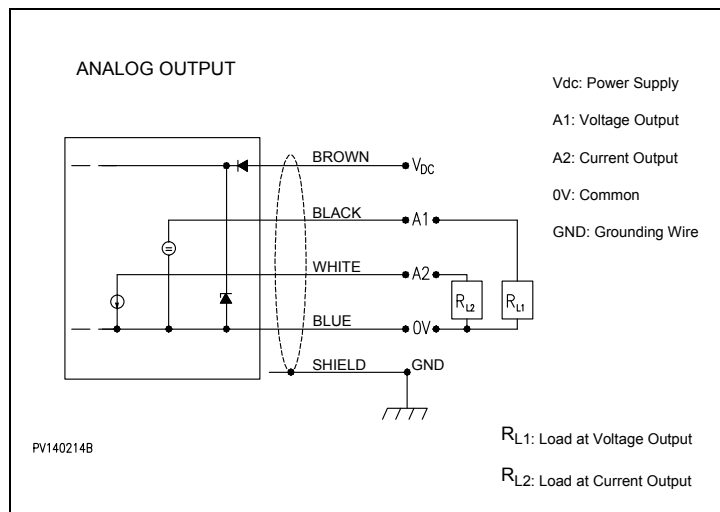 ANALOG OUTPUT
Vdc: Power Supply
A1: Voltage Output
A2: Current Output
0V: Common
GND: Grounding Wire
BROWN
VDC
BLACK
A1
WHITE
A2
RL2
RL1
BLUE
0V
SHIELD
GND
PV140214B
RL1: Load at Voltage Output
RL2: Load at Current Output